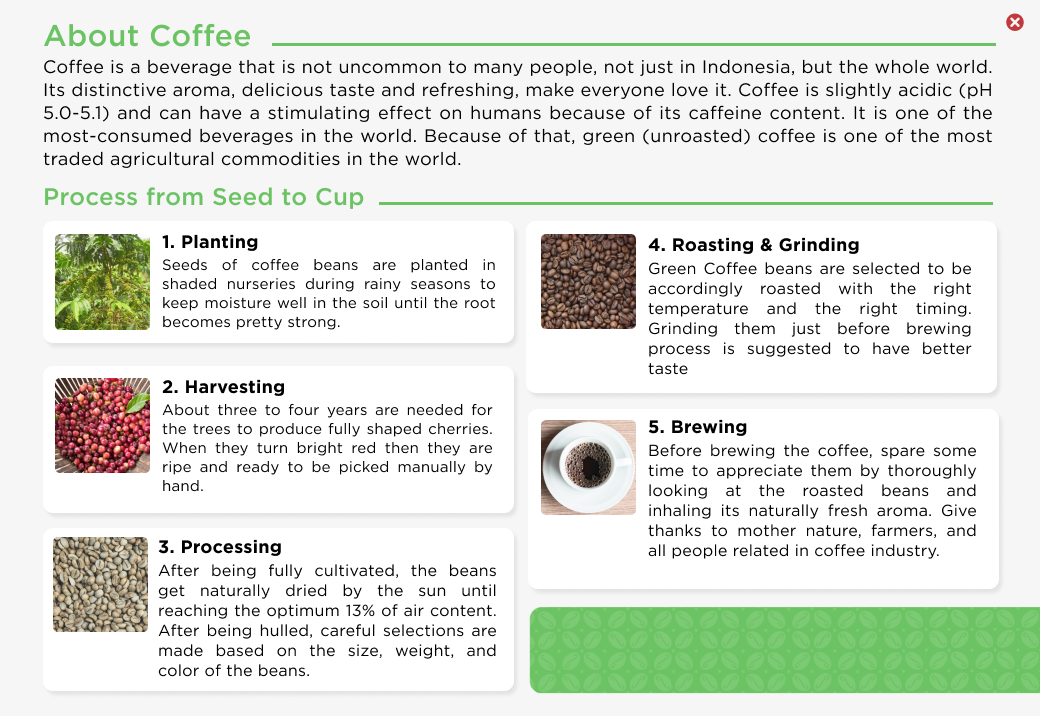 About Coffee
Coffee is a beverage that is not uncommon to many people, not just in Indonesia, but the whole world.
Its distinctive aroma, delicious taste and refreshing, make everyone love it. Coffee is slightly acidic (pH
5.0-5.1) and can have a stimulating effect on humans because of its caffeine content. It is one of the
most-consumed beverages in the world. Because of that, green (unroasted) coffee is one of the most
traded agricultural commodities in the world.
Process from Seed to Cup
1. Planting
Seeds of coffee beans are planted in
shaded nurseries during rainy seasons to
keep moisture well in the soil until the root
becomes pretty strong.
2. Harvesting
About three to four years are needed for
the trees to produce fully shaped cherries.
When they turn bright red then they are
ripe and ready to be picked manually by
hand.
3. Processing
After being fully cultivated, the beans
get naturally dried by the sun until
reaching the optimum 13% of air content.
After being hulled, careful selections are
made based on the size, weight, and
color of the beans.
4. Roasting & Grinding
Green Coffee beans are selected to be
accordingly roasted with the right
temperature and the right timing.
Grinding them just before brewing
process is suggested to have better
taste
5. Brewing
Before brewing the coffee, spare some
time to appreciate them by thoroughly
looking at the roasted beans and
inhaling its naturally fresh aroma. Give
thanks to mother nature, farmers, and
all people related in coffee industry.